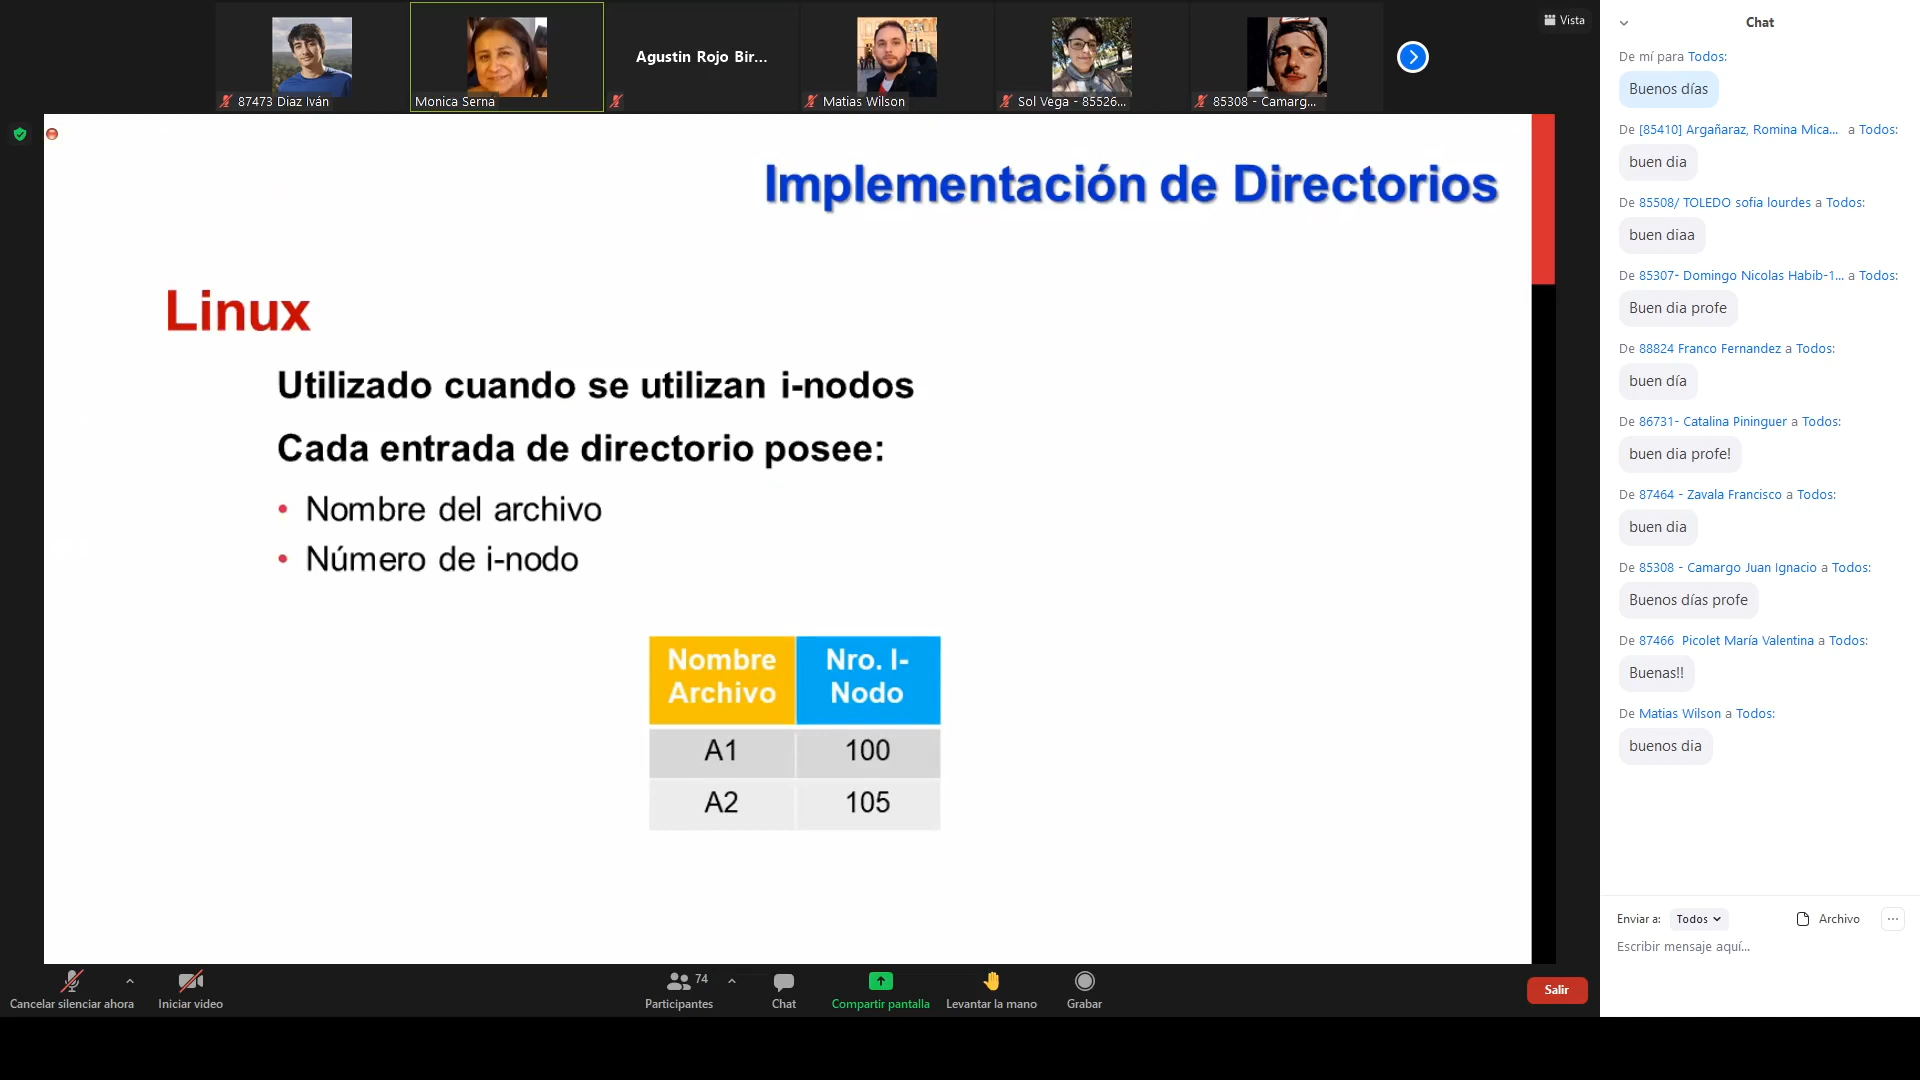 87473 Diaz Iván
Monica Serna
Agustin Rojo Bir...
Matias Wilson
Sol Vega - 85526...
85308 - Camarg...
Vista
Implementación de Directorios
Linux
Utilizado cuando se utilizan i-nodos
Cada entrada de directorio posee:
• Nombre del archivo
• Número de i-nodo
Nombre Archivo
Nro. I-Nodo
A1 100
A2 105
Cancelar silenciar ahora
Iniciar video
74
Participantes
Chat
Compartir pantalla
Levantar la mano
Grabar
Salir
Chat
De mí para Todos:
Buenos días
De [85410] Argañaraz, Romina Mica... a Todos:
buen dia
De 85508/ TOLEDO sofia lourdes a Todos:
buen diaa
De 85307- Domingo Nicolas Habib-1... a Todos:
Buen dia profe
De 88824 Franco Fernandez a Todos:
buen día
De 86731- Catalina Pininguer a Todos:
buen dia profe!
De 87464 - Zavala Francisco a Todos:
buen dia
De 85308 - Camargo Juan Ignacio a Todos:
Buenos días profe
De 87466 Picolet María Valentina a Todos:
Buenas!!
De Matias Wilson a Todos:
buenos dia
Enviar a: Todos
Archivo
...
Escribir mensaje aquí...